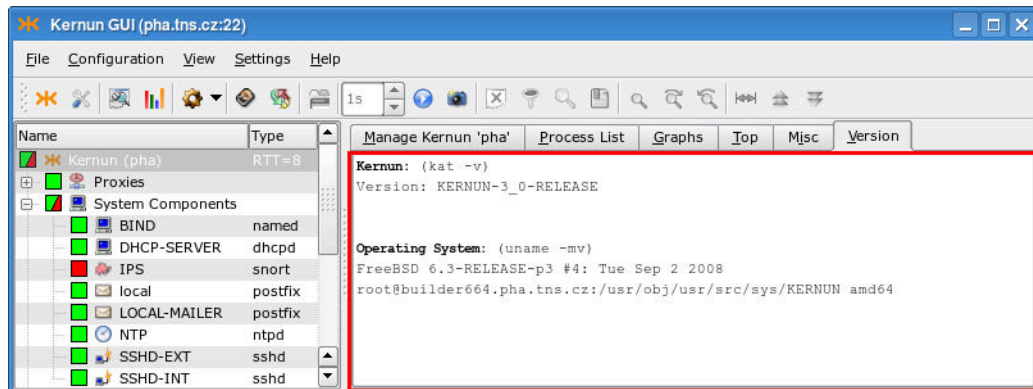 Kernun GUI (pha.tns.cz:22)
File Configuration View Settings Help
1s
Name Type
Kernun (pha) RTT=8
Proxies
System Components
BIND named
DHCP-SERVER dhcpd
IPS snort
local postfix
LOCAL-MAILER postfix
NTP ntpd
SSHD-EXT sshd
SSHD-INT sshd
Manage Kernun 'pha' Process List Graphs Top Misc Version
Kernun: (kat -v)
Version: KERNUN-3_0-RELEASE
Operating System: (uname -mv)
FreeBSD 6.3-RELEASE-p3 #4: Tue Sep 2 2008
root@builder664.pha.tns.cz:/usr/obj/usr/src/sys/KERNUN amd64